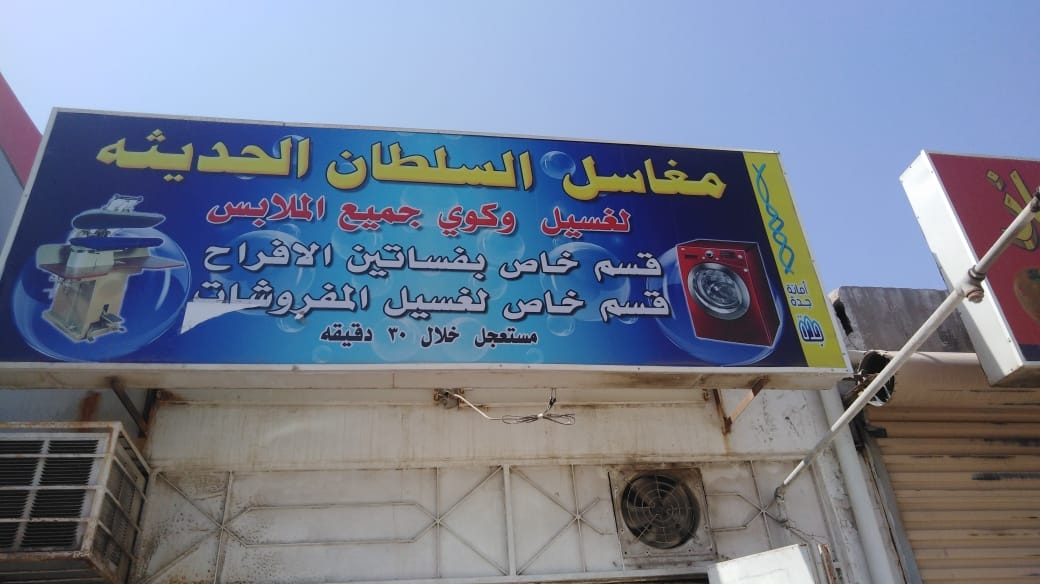 مغاسل السلطان الحديثه
لغسيل وكوي جميع الملابس
قسم خاص بفساتين الافراح
قسم خاص لغسيل المفروشات
مستعجل خلال ٣٠ دقيقه
أمانة
جدة